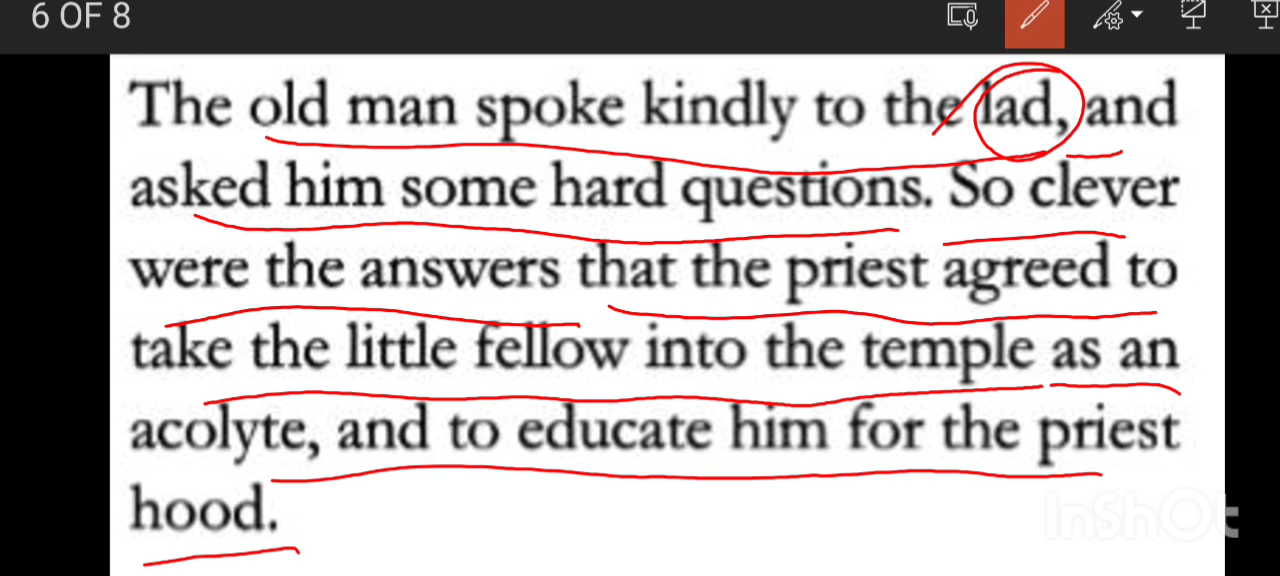 6 OF 8
The old man spoke kindly to the lad, and
asked him some hard questions. So clever
were the answers that the priest agreed to
take the little fellow into the temple as an
acolyte, and to educate him for the priest
hood.
InShOt